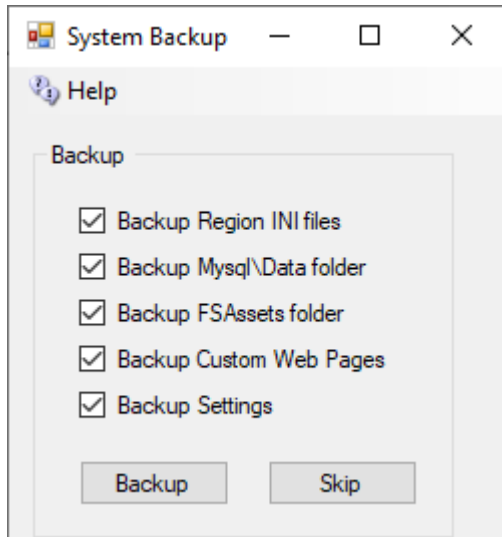 System Backup
Help
Backup
Backup Region INI files
Backup Mysql\Data folder
Backup FSAssets folder
Backup Custom Web Pages
Backup Settings
Backup Skip